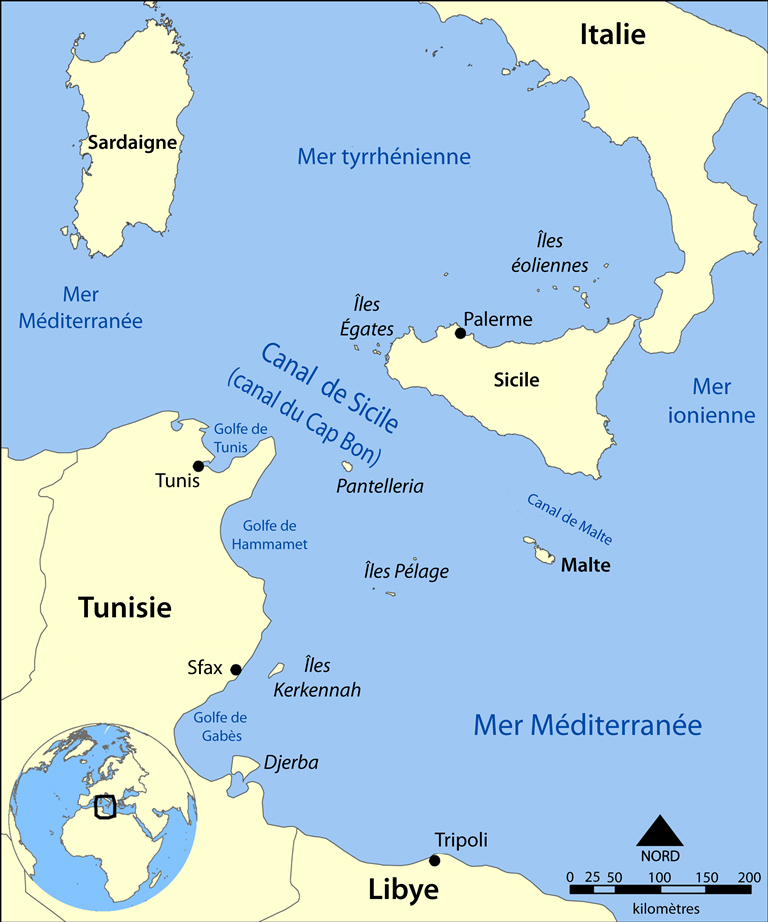 Italie
Sardaigne
Mer tyrrhénienne
Îles
éoliennes
Mer
Méditerranée
Îles
Égates
Palerme
Sicile
Mer
ionienne
Canal de Sicile
(canal du Cap Bon)
Golfe de
Tunis
Tunis
Pantelleria
Canal de Malte
Golfe de
Hammamet
Malte
Îles Pélage
Tunisie
Sfax
Îles
Kerkennah
Golfe de
Gabès
Mer Méditerranée
Djerba
Tripoli
Libye
NORD
0 25 50 100 150 200
kilomètres